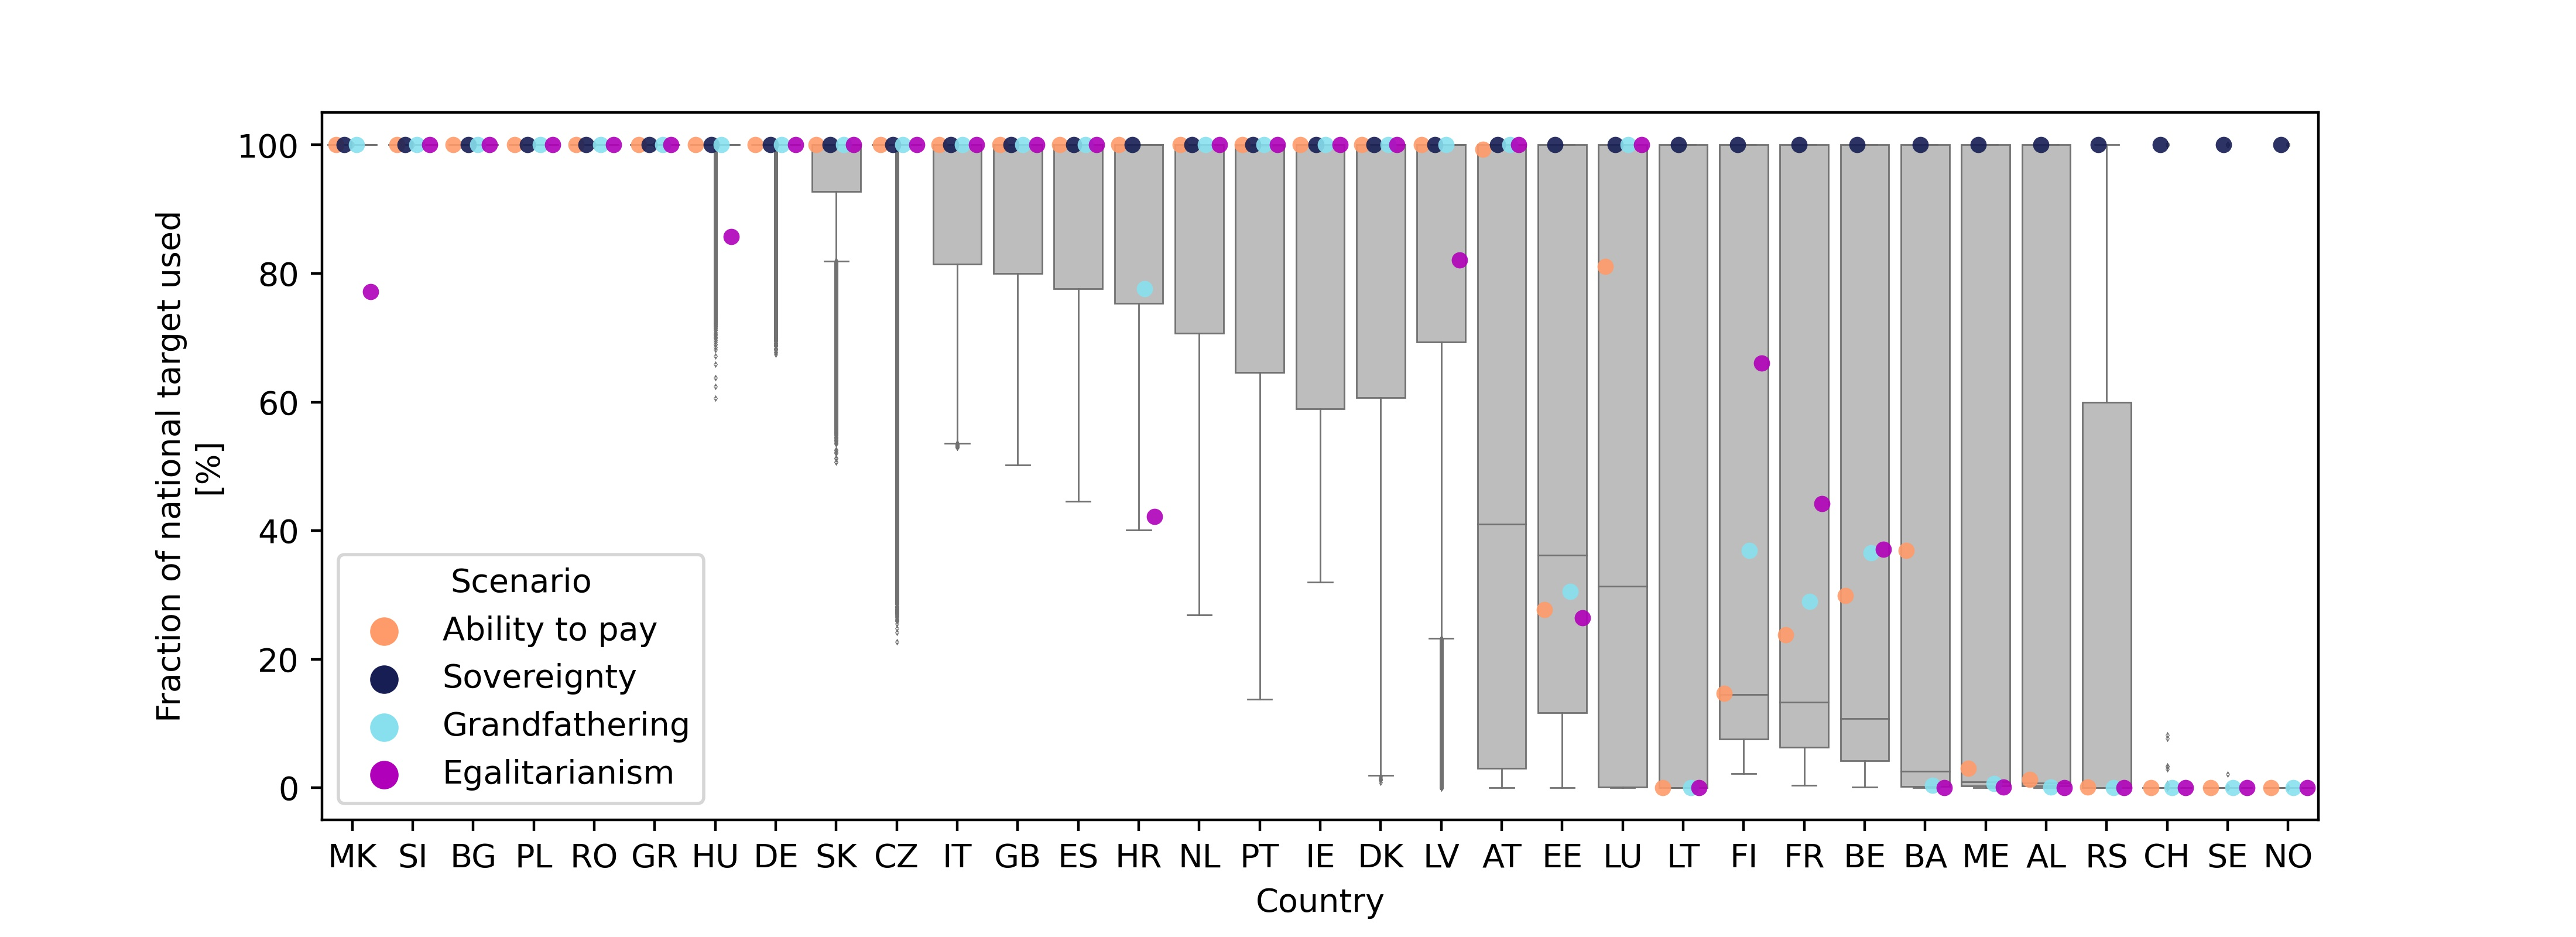 Fraction of national target used
[%]
100
80
60
40
20
0
Scenario
Ability to pay
Sovereignty
Grandfathering
Egalitarianism
MK SI BG PL RO GR HU DE SK CZ IT GB ES HR NL PT IE DK LV AT EE LU LT FI FR BE BA ME AL RS CH SE NO
Country